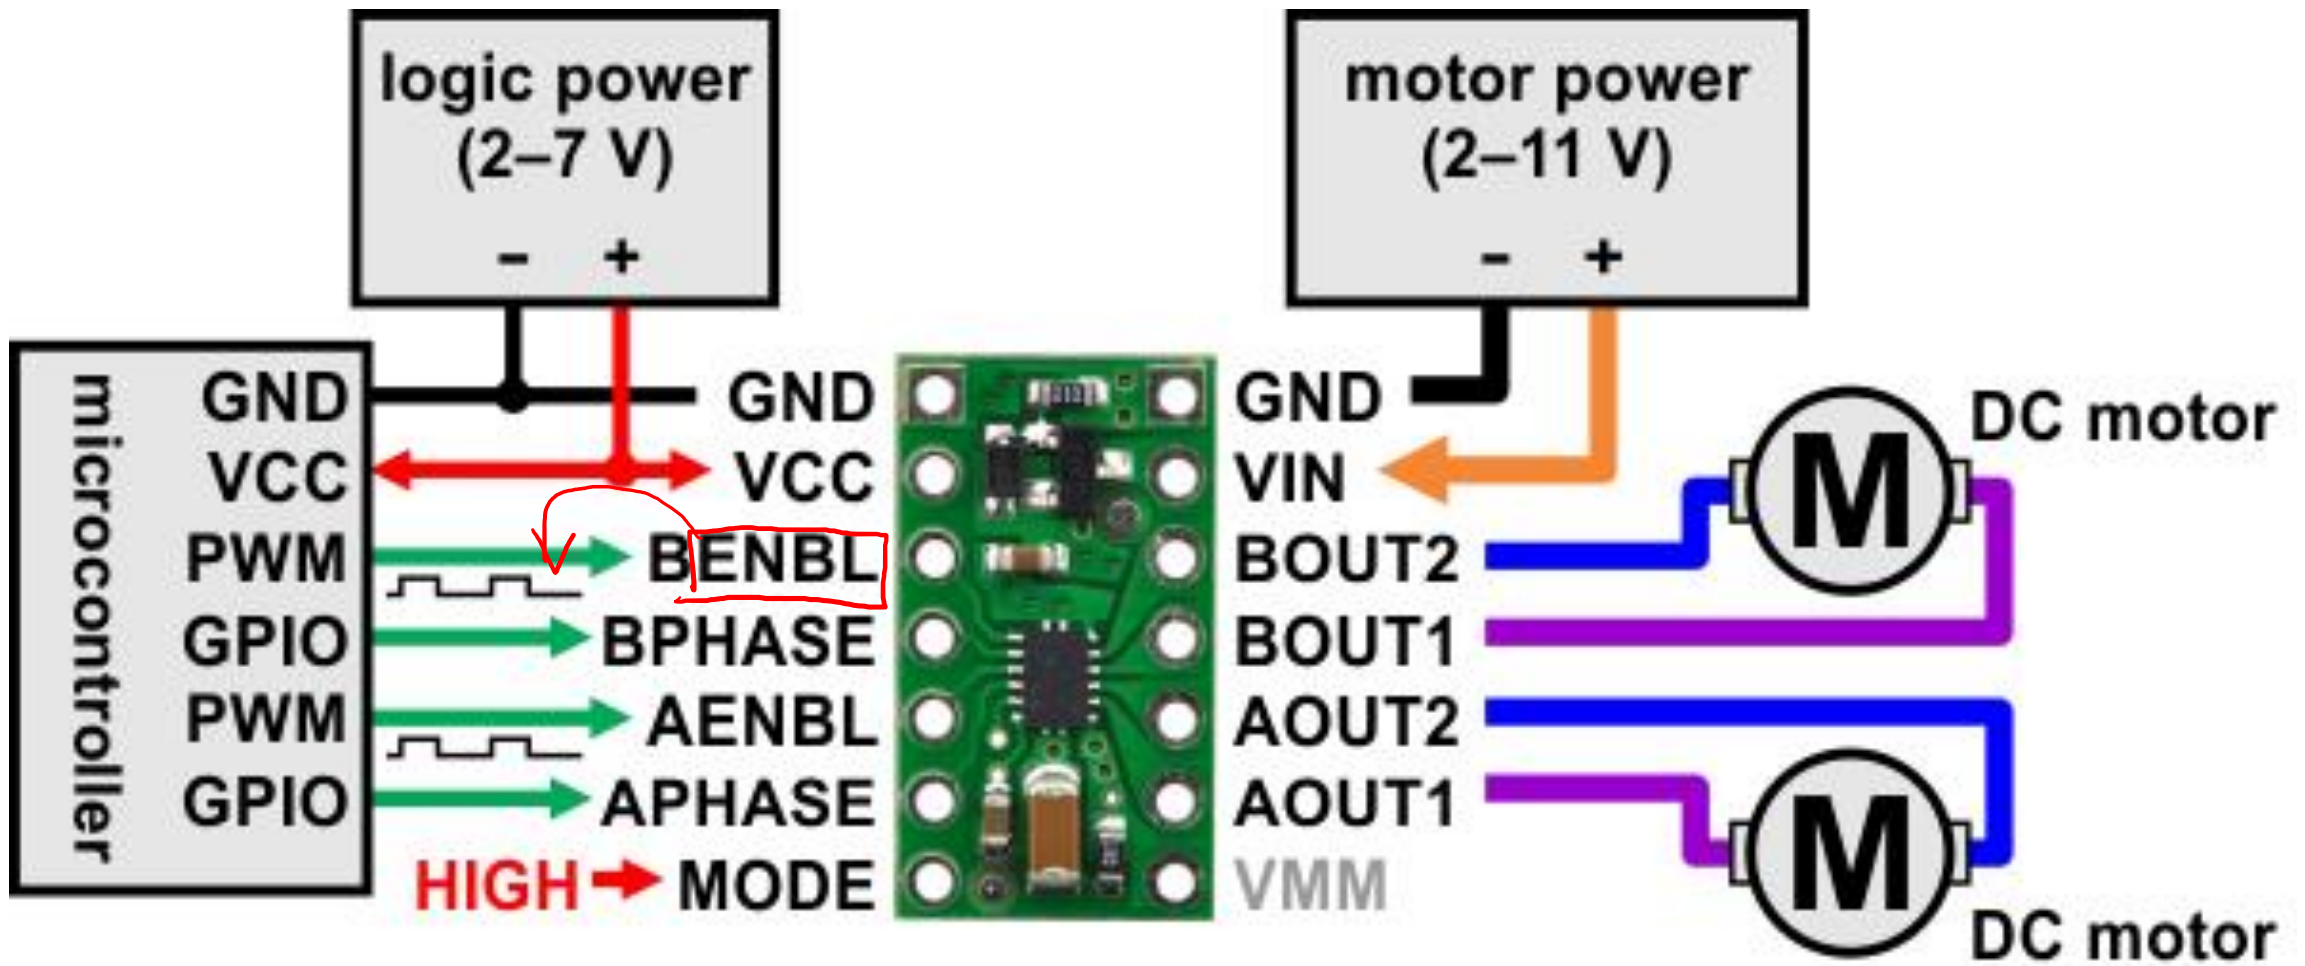 logic power
(2–7 V)
- +
motor power
(2–11 V)
- +
microcontroller
GND
VCC
PWM
GPIO
PWM
GPIO
GND
VCC
BENBL
BPHASE
AENBL
APHASE
HIGH
MODE
GND
VIN
BOUT2
BOUT1
AOUT2
AOUT1
VMM
M
DC motor
M
DC motor